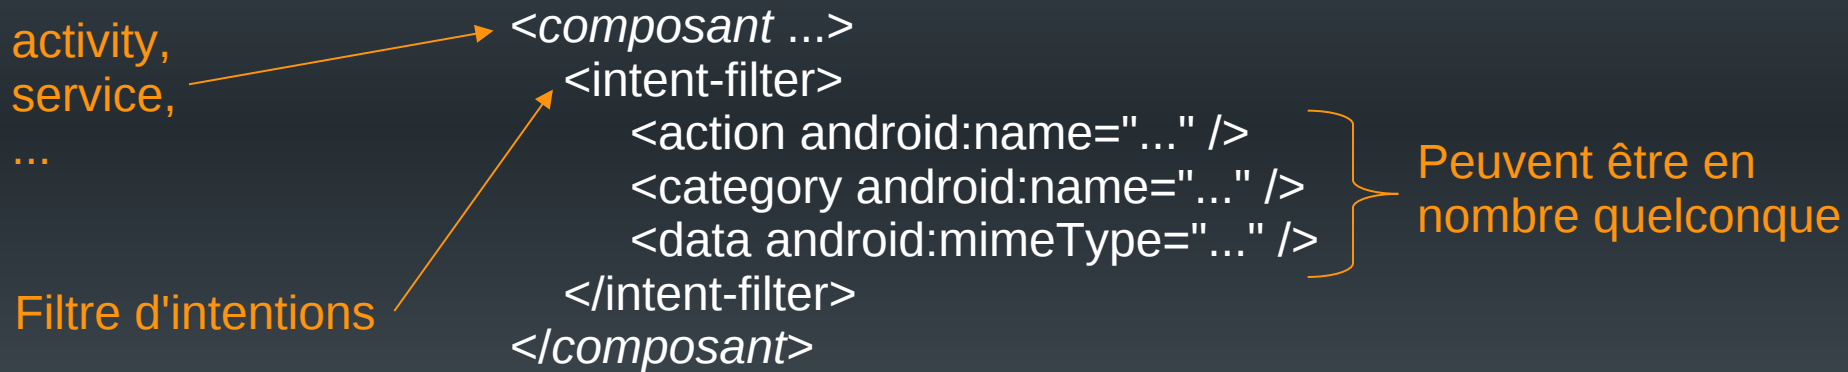 activity,
service,
...
Filtre d'intentions
<composant ...>
<intent-filter>
<action android:name="..." />
<category android:name="..." />
<data android:mimeType="..." />
</intent-filter>
</composant>
Peuvent être en
nombre quelconque